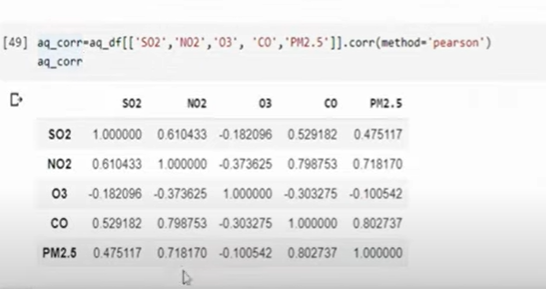 [49] aq_corr=aq_df[['SO2','NO2','O3', 'CO','PM2.5']].corr(method='pearson')
aq_corr
SO2 NO2 O3 CO PM2.5
SO2 1.000000 0.610433 -0.182096 0.529182 0.475117
NO2 0.610433 1.000000 -0.373625 0.798753 0.718170
O3 -0.182096 -0.373625 1.000000 -0.303275 -0.100542
CO 0.529182 0.798753 -0.303275 1.000000 0.802737
PM2.5 0.475117 0.718170 -0.100542 0.802737 1.000000